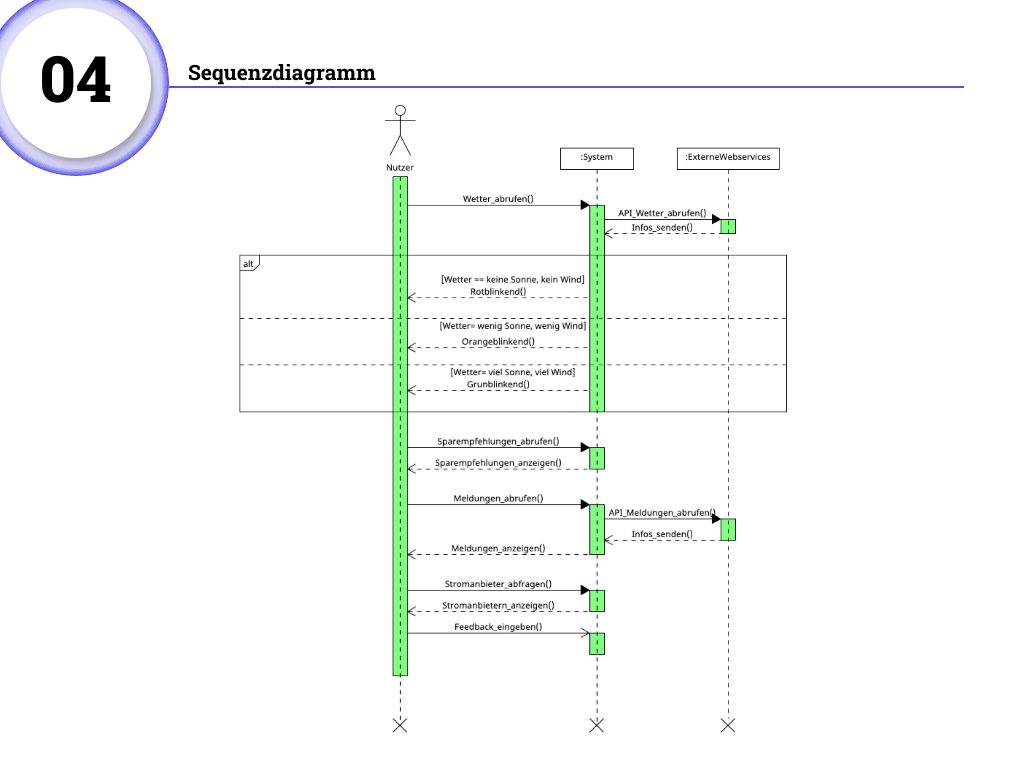 04
Sequenzdiagramm
Nutzer
:System
:ExterneWebservices
Wetter_abrufen()
API_Wetter_abrufen()
Infos_senden()
alt
[Wetter == keine Sonne, kein Wind]
Rotblinkend()
[Wetter= wenig Sonne, wenig Wind]
Orangeblinkend()
[Wetter= viel Sonne, viel Wind]
Grunblinkend()
Sparempfehlungen_abrufen()
Sparempfehlungen_anzeigen()
Meldungen_abrufen()
API_Meldungen_abrufen()
Infos_senden()
Meldungen_anzeigen()
Stromanbieter_abfragen()
Stromanbietern_anzeigen()
Feedback_eingeben()